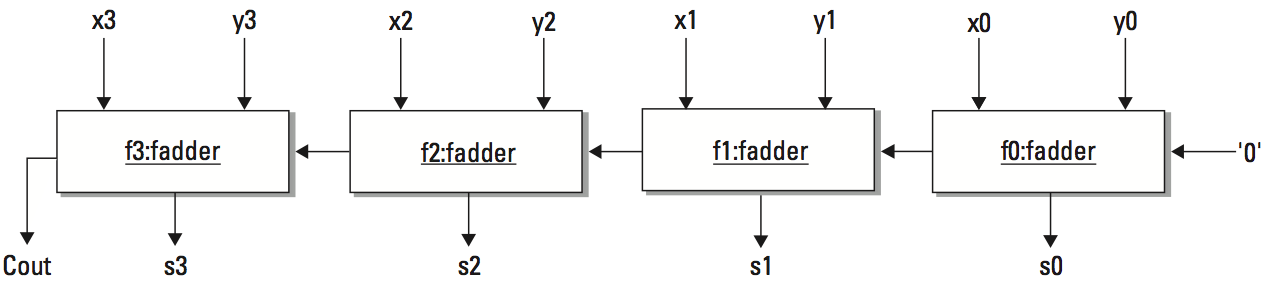 x3 y3 x2 y2 x1 y1 x0 y0
f3:fadder f2:fadder f1:fadder f0:fadder '0'
Cout s3 s2 s1 s0